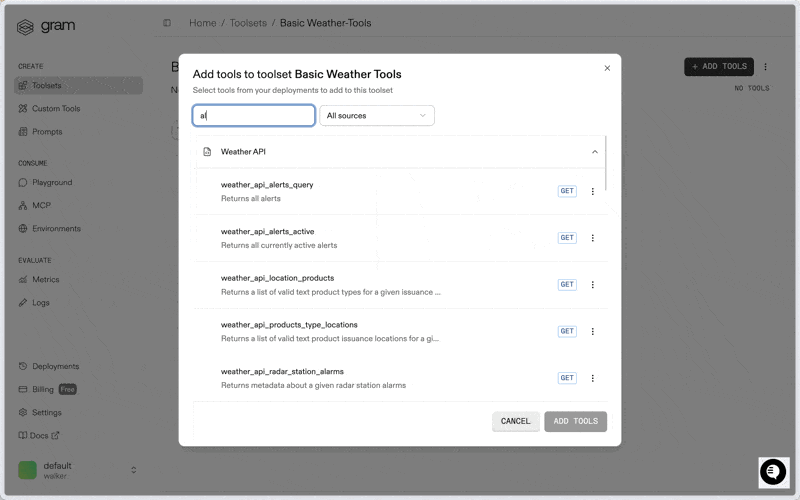 gram
Home / Toolsets / Basic Weather-Tools
CREATE
Toolsets
Custom Tools
Prompts
CONSUME
Playground
MCP
Environments
EVALUATE
Metrics
Logs
Deployments
Billing Free
Settings
Docs
default
walker
B
N
+ ADD TOOLS
NO TOOLS
Add tools to toolset Basic Weather Tools
Select tools from your deployments to add to this toolset
al
All sources
Weather API
weather_api_alerts_query
Returns all alerts
GET
weather_api_alerts_active
Returns all currently active alerts
GET
weather_api_location_products
Returns a list of valid text product types for a given issuance ...
GET
weather_api_products_type_locations
Returns a list of valid text product issuance locations for a gi...
GET
weather_api_radar_station_alarms
Returns metadata about a given radar station alarms
GET
CANCEL
ADD TOOLS